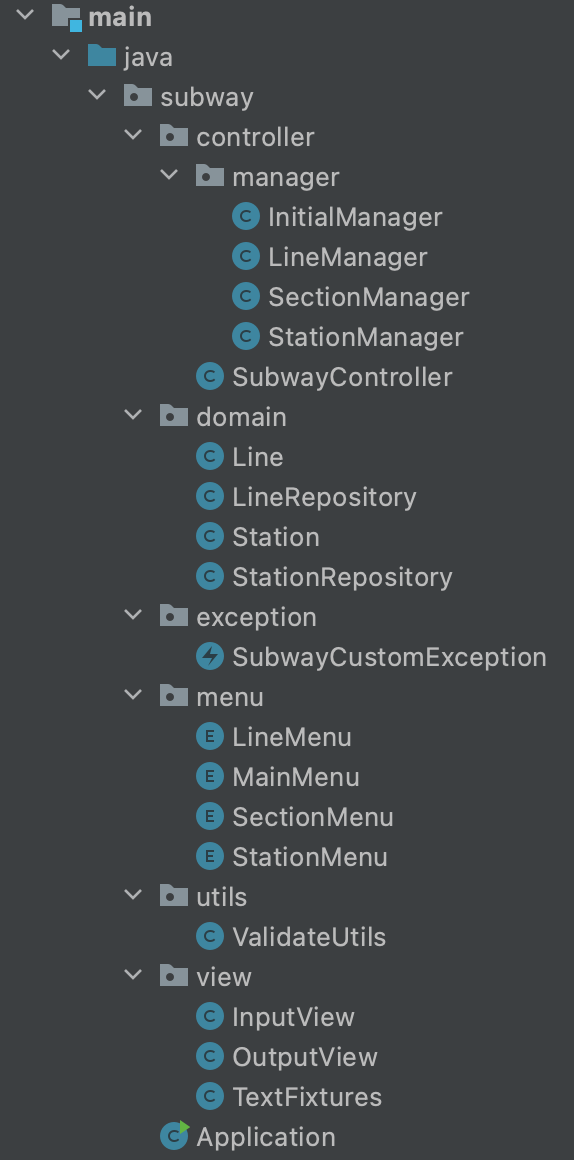 main
java
subway
controller
manager
C InitialManager
C LineManager
C SectionManager
C StationManager
C SubwayController
domain
C Line
C LineRepository
C Station
C StationRepository
exception
SubwayCustomException
menu
E LineMenu
E MainMenu
E SectionMenu
E StationMenu
utils
C ValidateUtils
view
C InputView
C OutputView
C TextFixtures
C Application